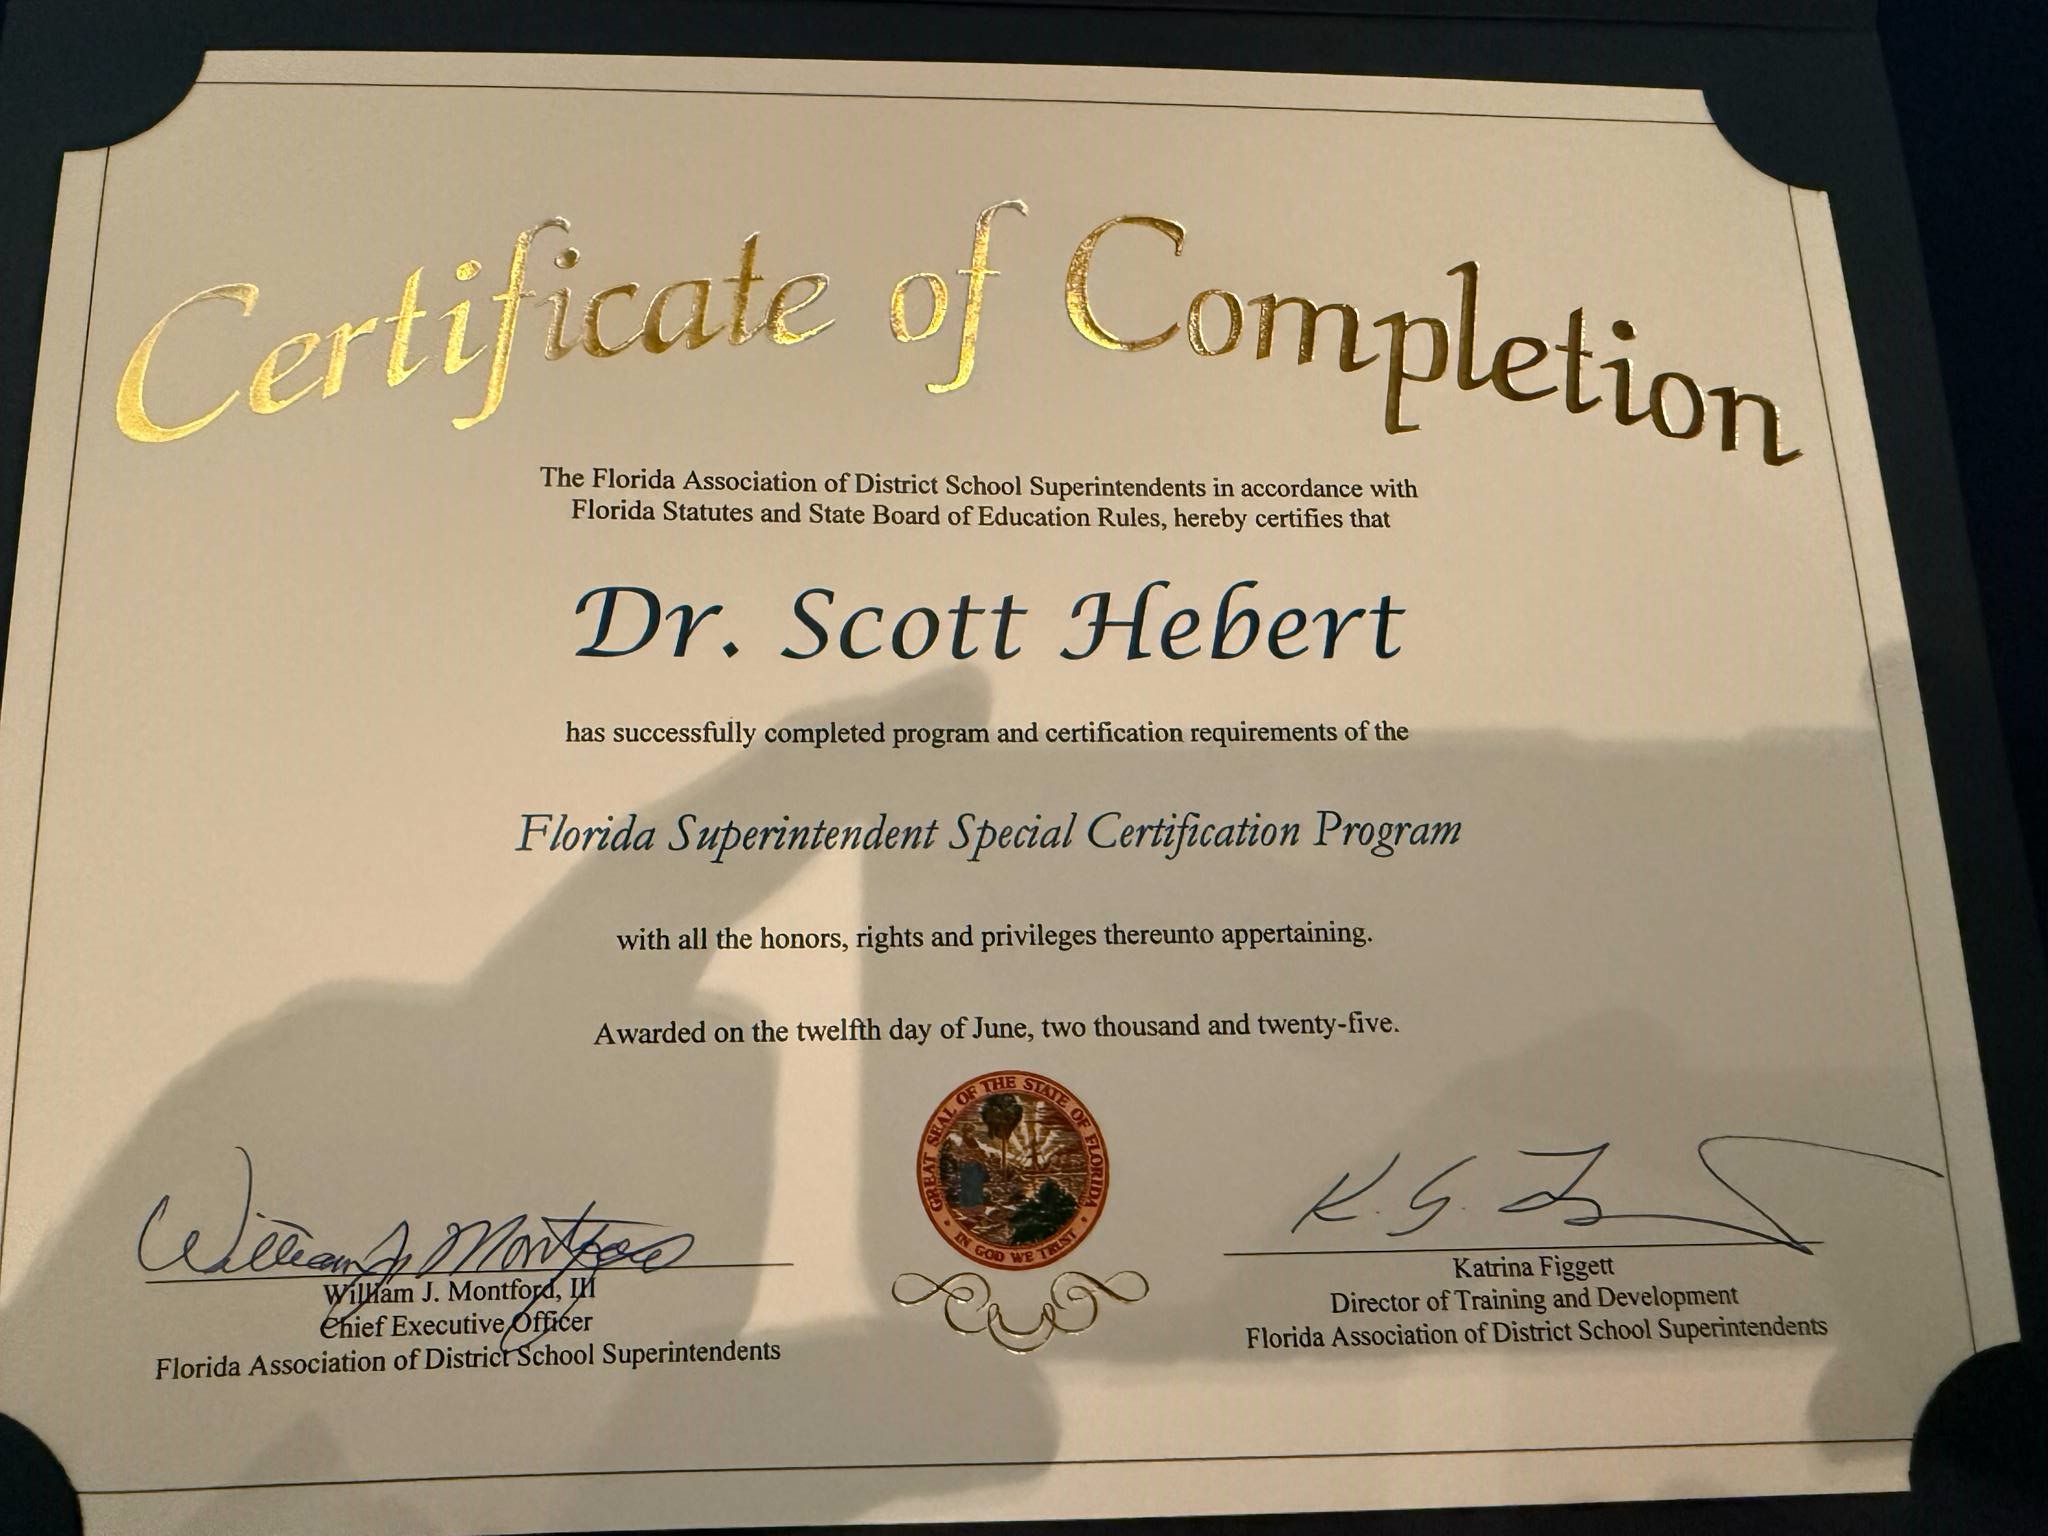 Certificate of Completion
The Florida Association of District School Superintendents in accordance with
Florida Statutes and State Board of Education Rules, hereby certifies that
Dr. Scott Hebert
has successfully completed program and certification requirements of the
Florida Superintendent Special Certification Program
with all the honors, rights and privileges thereunto appertaining.
Awarded on the twelfth day of June, two thousand and twenty-five.
GREAT SEAL OF THE STATE OF FLORIDA
IN GOD WE TRUST
William J. Montford
William J. Montford, III
Chief Executive Officer
Florida Association of District School Superintendents
K. G.
Katrina Figgett
Director of Training and Development
Florida Association of District School Superintendents